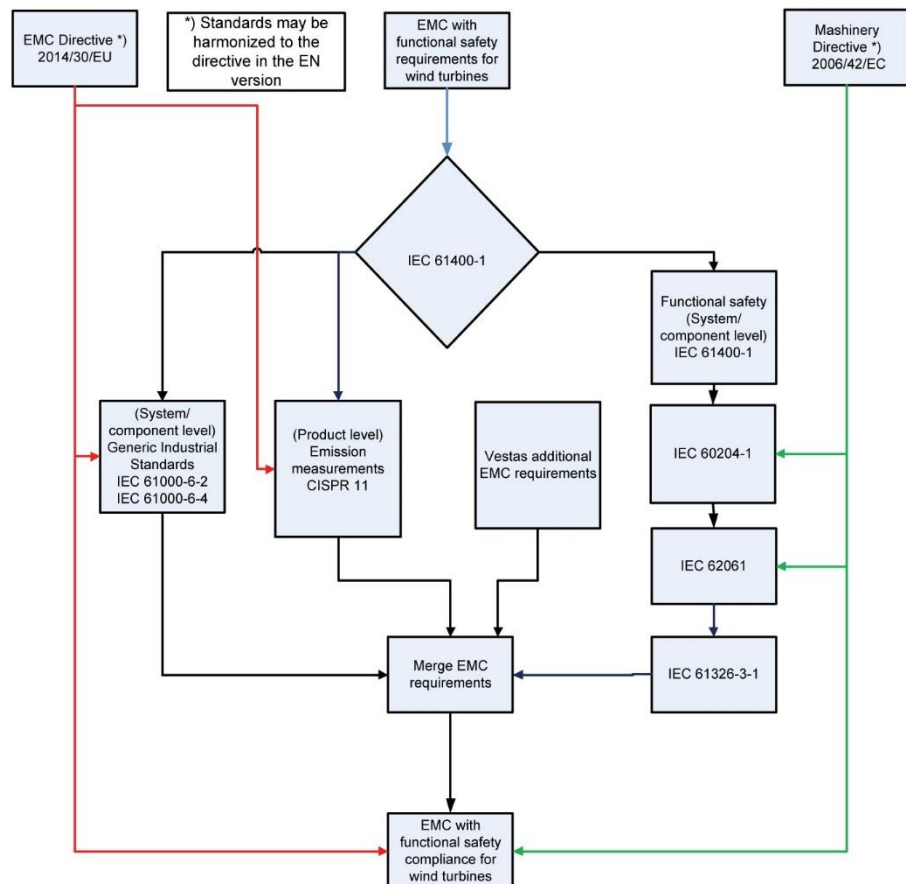 EMC Directive *)
2014/30/EU
*) Standards may be
harmonized to the
directive in the EN
version
EMC with
functional safety
requirements for
wind turbines
Machinery
Directive *)
2006/42/EC
IEC 61400-1
Functional safety
(System/
component level)
IEC 61400-1
(System/
component level)
Generic Industrial
Standards
IEC 61000-6-2
IEC 61000-6-4
(Product level)
Emission
measurements
CISPR 11
Vestas additional
EMC requirements
IEC 60204-1
IEC 62061
Merge EMC
requirements
IEC 61326-3-1
EMC with
functional safety
compliance for
wind turbines